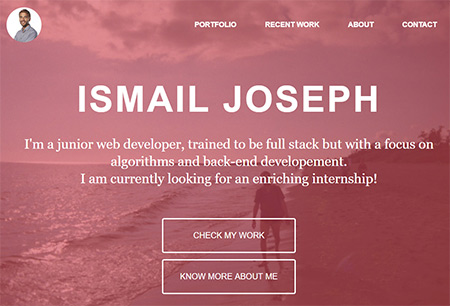 PORTFOLIO RECENT WORK ABOUT CONTACT
ISMAIL JOSEPH
I'm a junior web developer, trained to be full stack but with a focus on
algorithms and back-end developement.
I am currently looking for an enriching internship!
CHECK MY WORK
KNOW MORE ABOUT ME